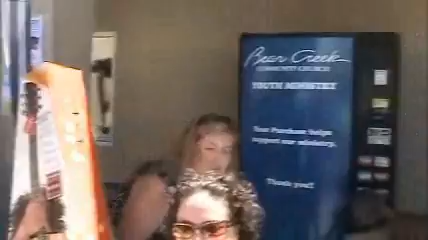 Bear Creek
COMMUNITY CHURCH
YOUTH MINISTRY
Your Purchase helps
support our ministry.
Thank you!